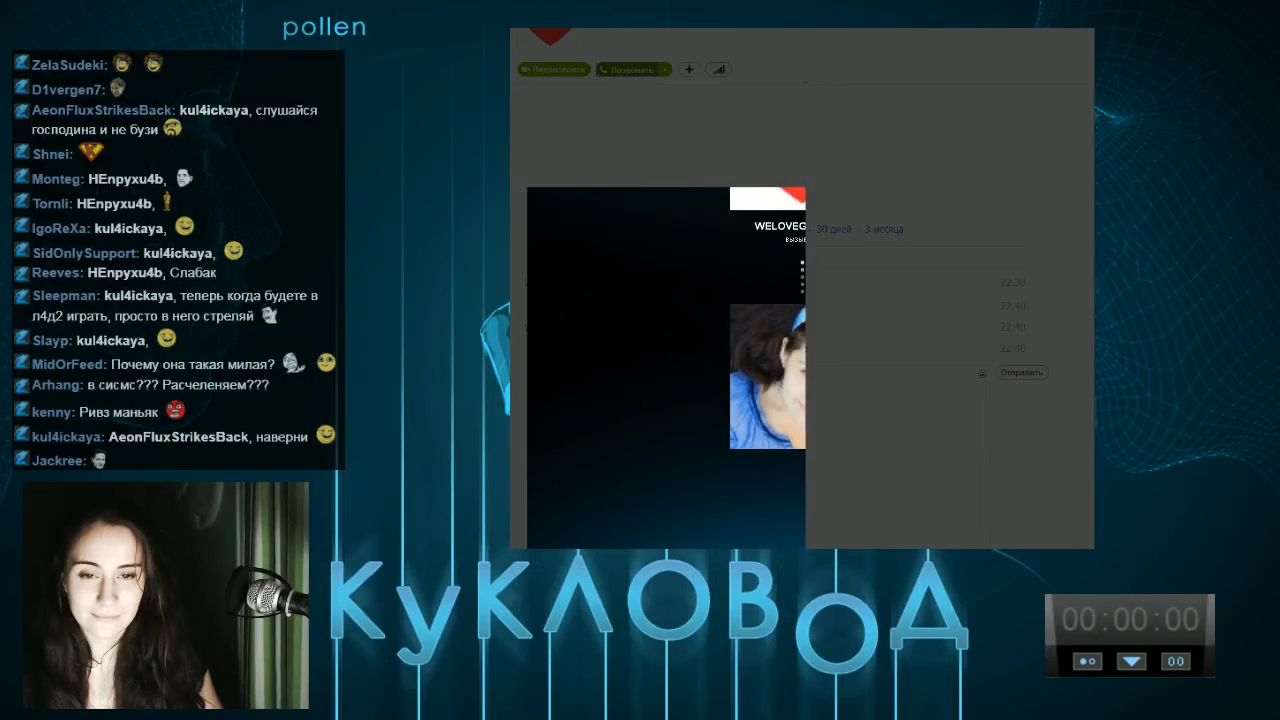 pollen
ZelaSudeki:
D1vergen7:
AeonFluxStrikesBack: kul4ickaya, слушайся
господина и не бузи
Shnei:
Monteg: HEnpyxu4b,
Tornli: HEnpyxu4b,
IgoReXa: kul4ickaya,
SidOnlySupport: kul4ickaya,
Reeves: HEnpyxu4b, Слабак
Sleepman: kul4ickaya, теперь когда будете в
л4д2 играть, просто в него стреляй
Slayp: kul4ickaya,
MidOrFeed: Почему она такая милая?
Arhang: в сисмс??? Расчеленяем???
kenny: Ривз маньяк
kul4ickaya: AeonFluxStrikesBack, наверни
Jackree:
Видеозвонок
Позвонить
WELOVEG
ВЫЗЫВ
30 дней
3 месяца
22:30
22:40
22:40
22:40
Отправить
КУКЛОВОД
00:00:00
00